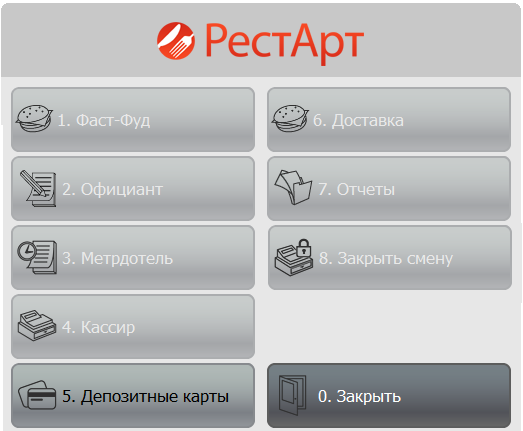 РестАрт
1. Фаст-Фуд
6. Доставка
2. Официант
7. Отчеты
3. Метрдотель
8. Закрыть смену
4. Кассир
5. Депозитные карты
0. Закрыть